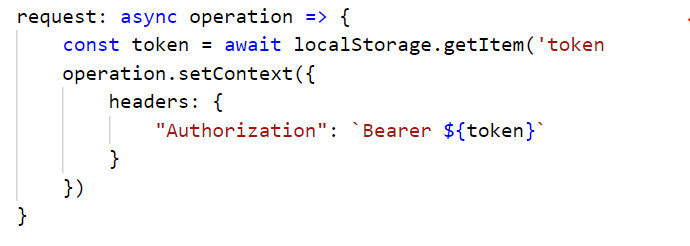 request: async operation => {
const token = await localStorage.getItem('token
operation.setContext({
headers: {
"Authorization": `Bearer ${token}`
}
})
}